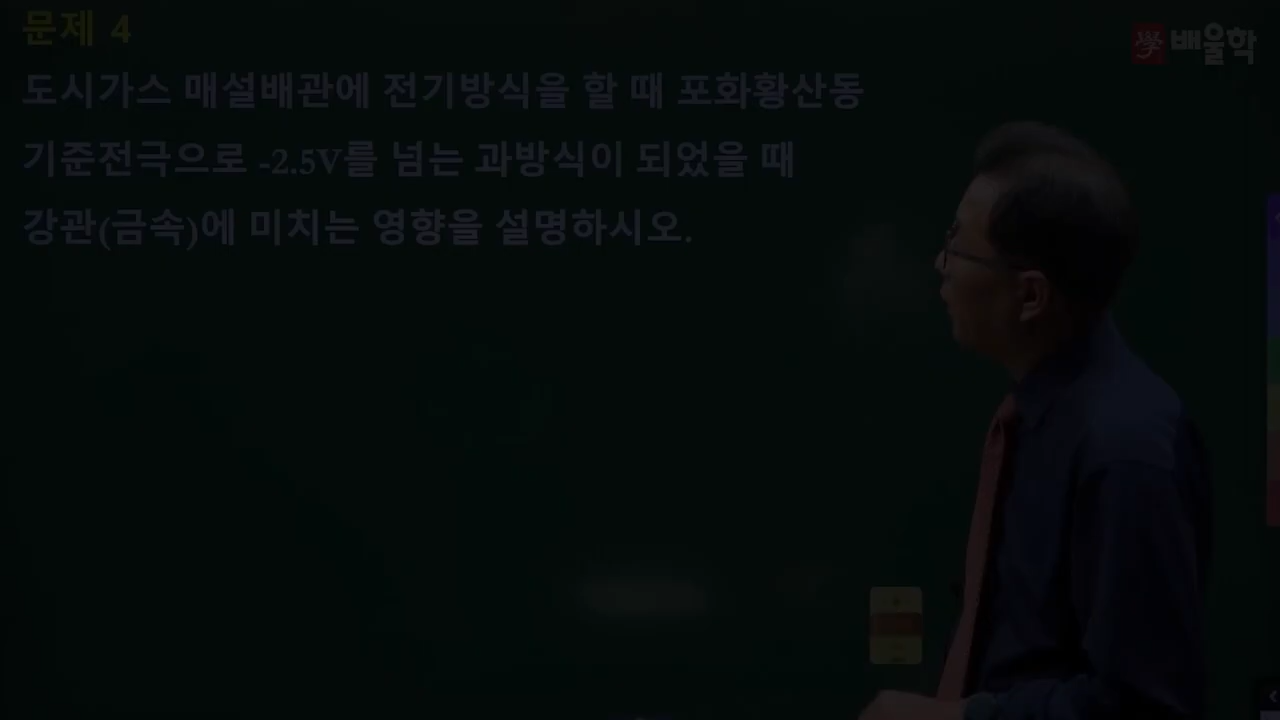 문제 4
學 배울학
도시가스 매설배관에 전기방식을 할 때 포화황산동
기준전극으로 -2.5V를 넘는 과방식이 되었을 때
강관(금속)에 미치는 영향을 설명하시오.